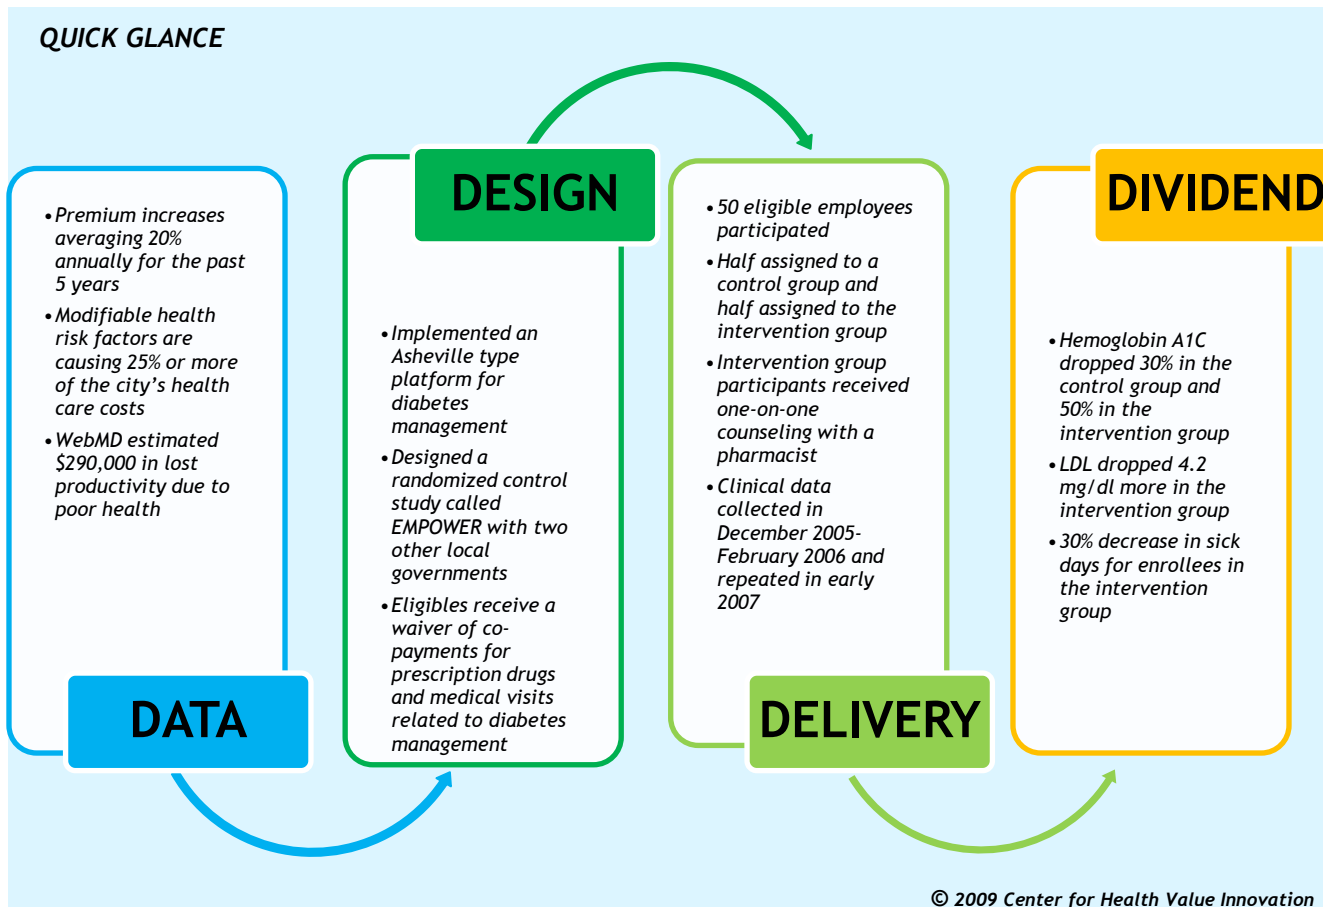 QUICK GLANCE
•Premium increases
averaging 20%
annually for the past
5 years
•Modifiable health
risk factors are
causing 25% or more
of the city’s health
care costs
•WebMD estimated
$290,000 in lost
productivity due to
poor health
DATA
DESIGN
•Implemented an
Asheville type
platform for
diabetes
management
•Designed a
randomized control
study called
EMPOWER with two
other local
governments
•Eligibles receive a
waiver of co-
payments for
prescription drugs
and medical visits
related to diabetes
management
•50 eligible employees
participated
•Half assigned to a
control group and
half assigned to the
intervention group
•Intervention group
participants received
one-on-one
counseling with a
pharmacist
•Clinical data
collected in
December 2005-
February 2006 and
repeated in early
2007
DELIVERY
DIVIDEND
•Hemoglobin A1C
dropped 30% in the
control group and
50% in the
intervention group
•LDL dropped 4.2
mg/dl more in the
intervention group
•30% decrease in sick
days for enrollees in
the intervention
group
© 2009 Center for Health Value Innovation